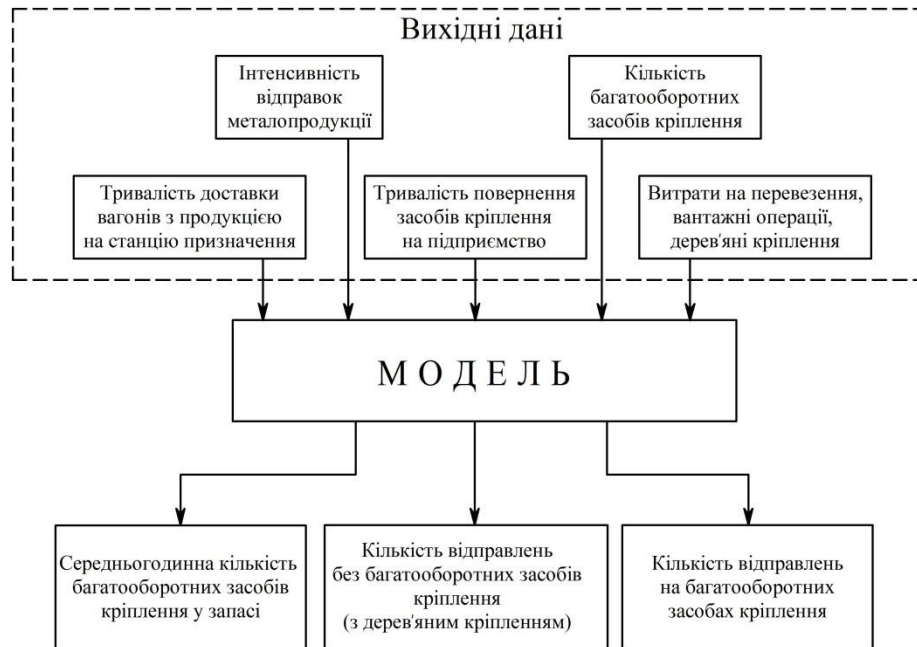 Вихідні дані
Інтенсивність
відправок
металопродукції
Кількість
багатооборотних
засобів кріплення
Тривалість доставки
вагонів з продукцією
на станцію призначення
Тривалість повернення
засобів кріплення
на підприємство
Витрати на перевезення,
вантажні операції,
дерев'яні кріплення
М О Д Е Л Ь
Середньогодинна кількість
багатооборотних засобів
кріплення у запасі
Кількість відправлень
без багатооборотних засобів
кріплення
(з дерев'яним кріпленням)
Кількість відправлень
на багатооборотних
засобах кріплення